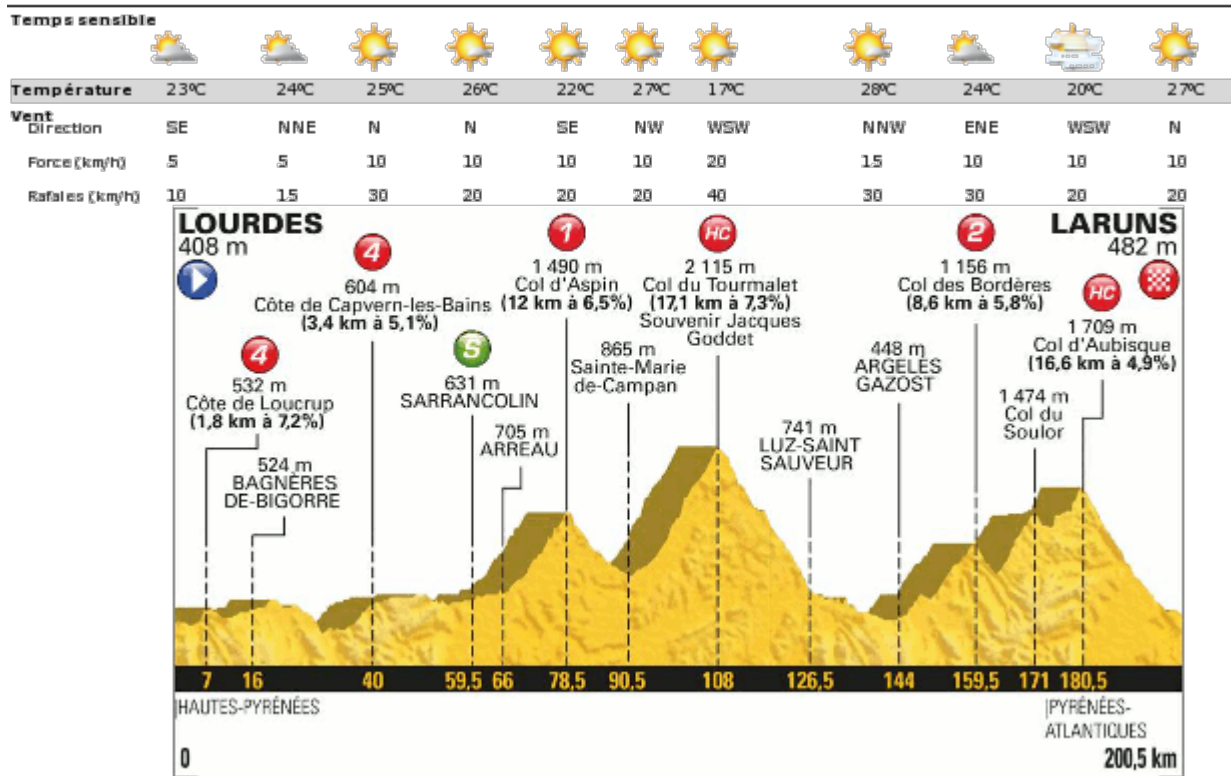 Temps sensible
Température 23ºC 24ºC 25ºC 26ºC 22ºC 27ºC 17ºC 28ºC 24ºC 20ºC 27ºC
Vent
Direction SE NNE N N SE NW WSW NNW ENE WSW N
Force (km/h) 5 5 10 10 10 10 20 15 10 10 10
Rafales (km/h) 10 15 30 20 20 20 40 30 30 20 20
LOURDES
408 m
4
532 m
Côte de Loucrup
(1,8 km à 7,2%)
524 m
BAGNÈRES
DE-BIGORRE
4
604 m
Côte de Capvern-les-Bains
(3,4 km à 5,1%)
S
631 m
SARRANCOLIN
705 m
ARREAU
1
1 490 m
Col d'Aspin
(12 km à 6,5%)
865 m
Sainte-Marie
de-Campan
HC
2 115 m
Col du Tourmalet
(17,1 km à 7,3%)
Souvenir Jacques
Goddet
741 m
LUZ-SAINT
SAUVEUR
448 m
ARGELES
GAZOST
2
1 156 m
Col des Bordères
(8,6 km à 5,8%)
1 474 m
Col du
Soulor
HC
1 709 m
Col d'Aubisque
(16,6 km à 4,9%)
LARUNS
482 m
7 16 40 59,5 66 78,5 90,5 108 126,5 144 159,5 171 180,5
HAUTES-PYRÉNÉES
PYRÉNÉES-
ATLANTIQUES
0 200,5 km